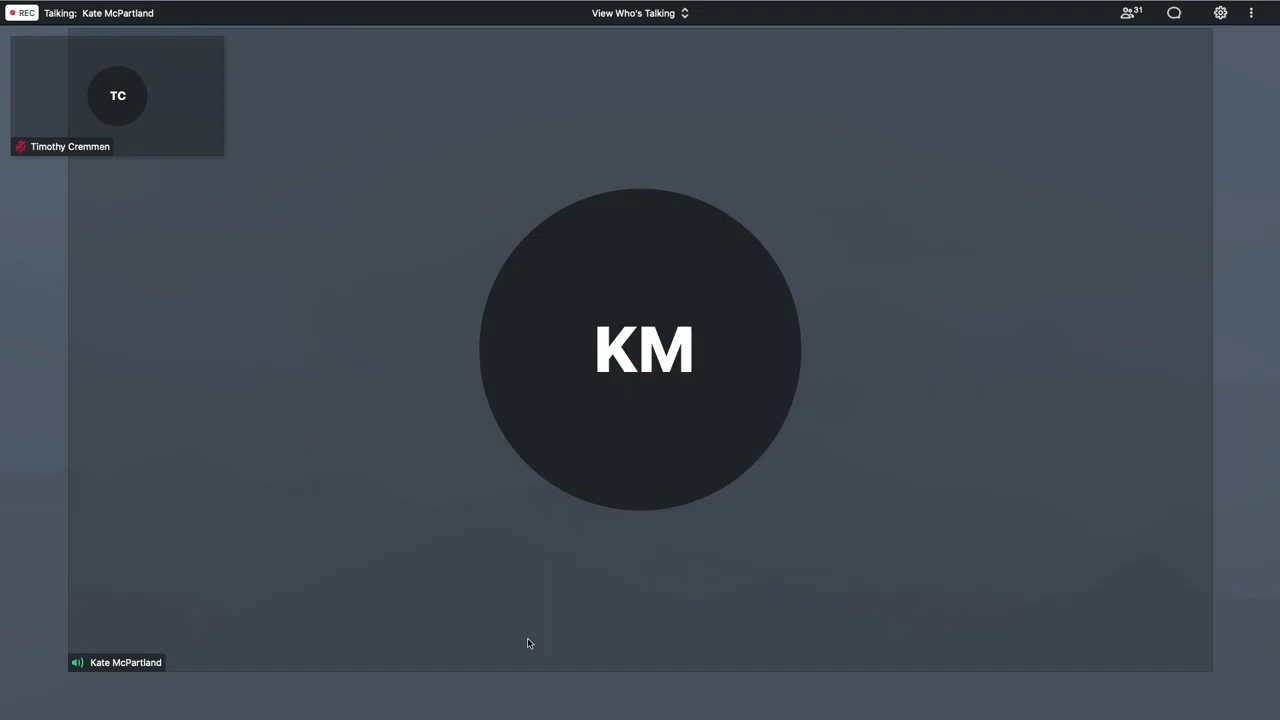 REC Talking: Kate McPartland View Who's Talking 31
TC
Timothy Cremmen
KM
Kate McPartland